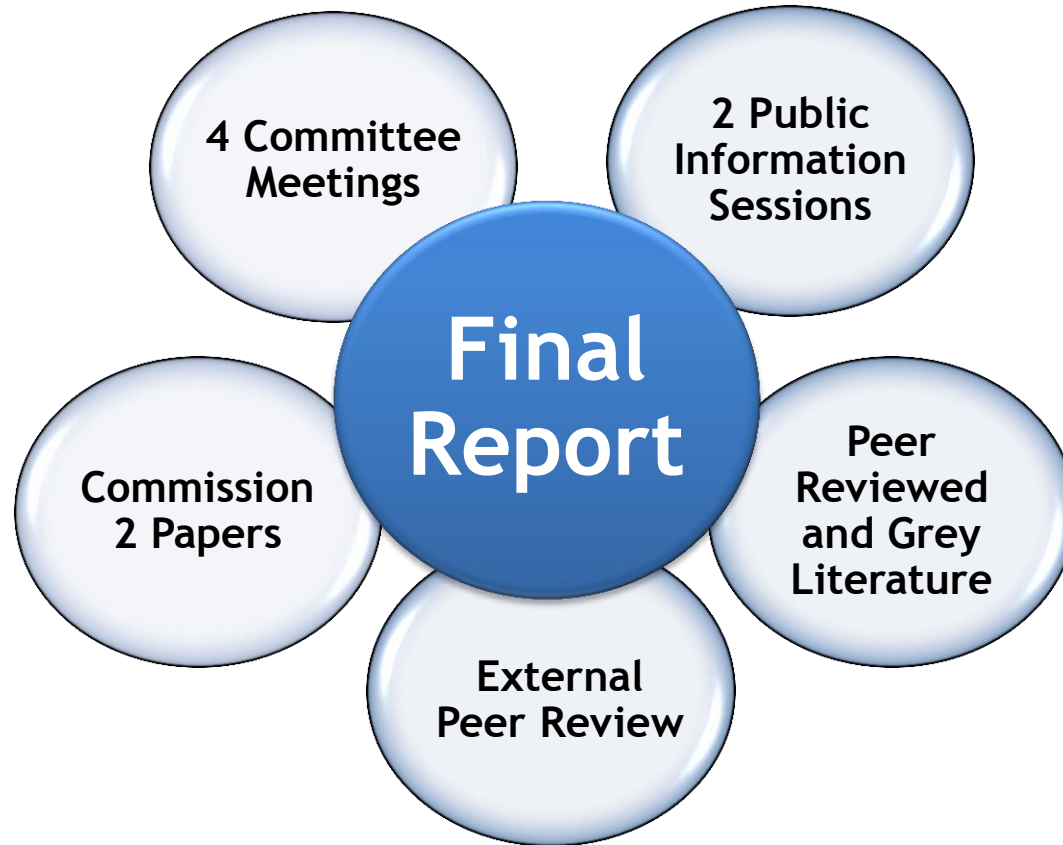 4 Committee
Meetings
2 Public
Information
Sessions
Final
Report
Commission
2 Papers
Peer
Reviewed
and Grey
Literature
External
Peer Review